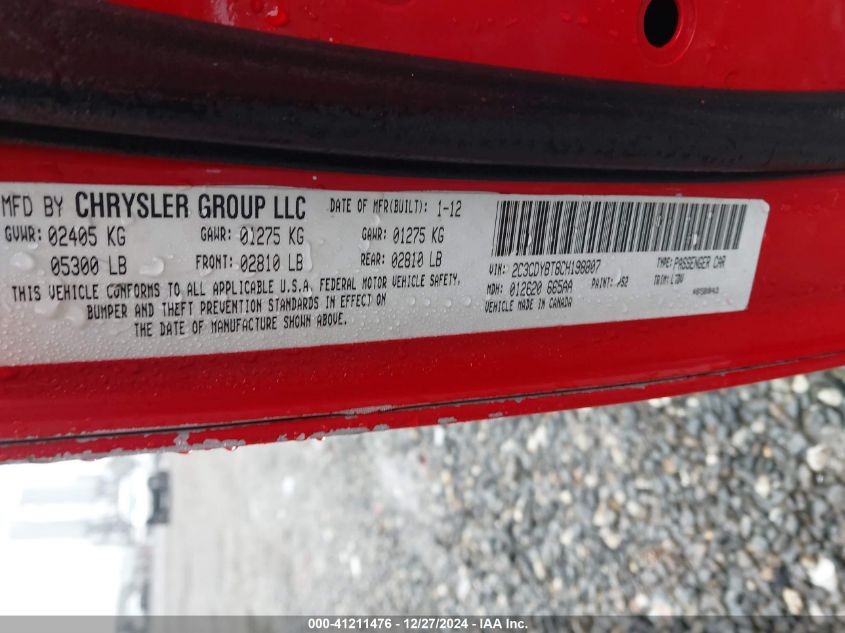 MFD BY CHRYSLER GROUP LLC DATE OF MFR(BUILT): 1-12
GVWR: 02405 KG GAWR: 01275 KG GAWR: 01275 KG
05300 LB FRONT: 02810 LB REAR: 02810 LB
THIS VEHICLE CONFORMS TO ALL APPLICABLE U.S.A. FEDERAL MOTOR VEHICLE SAFETY,
BUMPER AND THEFT PREVENTION STANDARDS IN EFFECT ON
THE DATE OF MANUFACTURE SHOWN ABOVE.
VIN: 2C3CDYBT6CH196807 TYPE: PASSENGER CAR
MDH: 012620 665AA PAINT: TRIM:
VEHICLE MADE IN CANADA
000-41211476 • 12/27/2024 - IAA Inc.